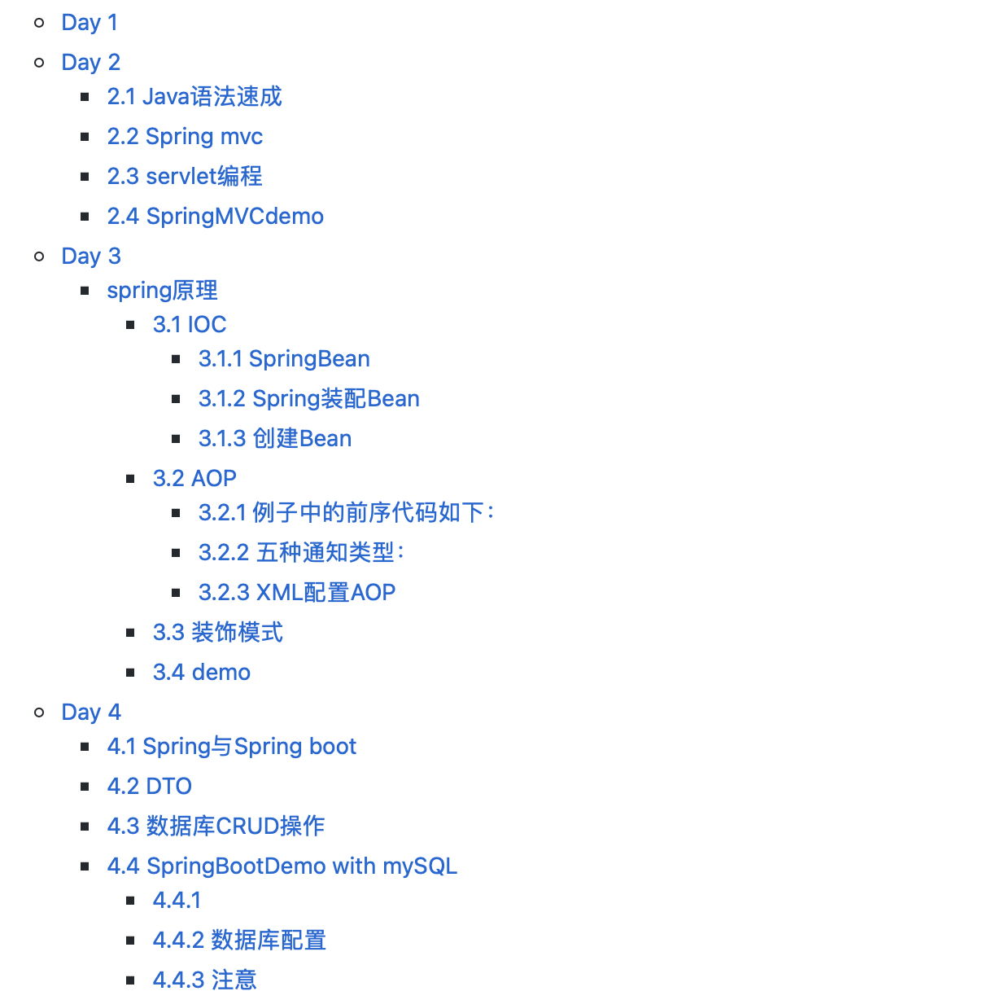 Day 1
Day 2
2.1 Java语法速成
2.2 Spring mvc
2.3 servlet编程
2.4 SpringMVCdemo
Day 3
spring原理
3.1 IOC
3.1.1 SpringBean
3.1.2 Spring装配Bean
3.1.3 创建Bean
3.2 AOP
3.2.1 例子中的前序代码如下：
3.2.2 五种通知类型：
3.2.3 XML配置AOP
3.3 装饰模式
3.4 demo
Day 4
4.1 Spring与Spring boot
4.2 DTO
4.3 数据库CRUD操作
4.4 SpringBootDemo with mySQL
4.4.1
4.4.2 数据库配置
4.4.3 注意